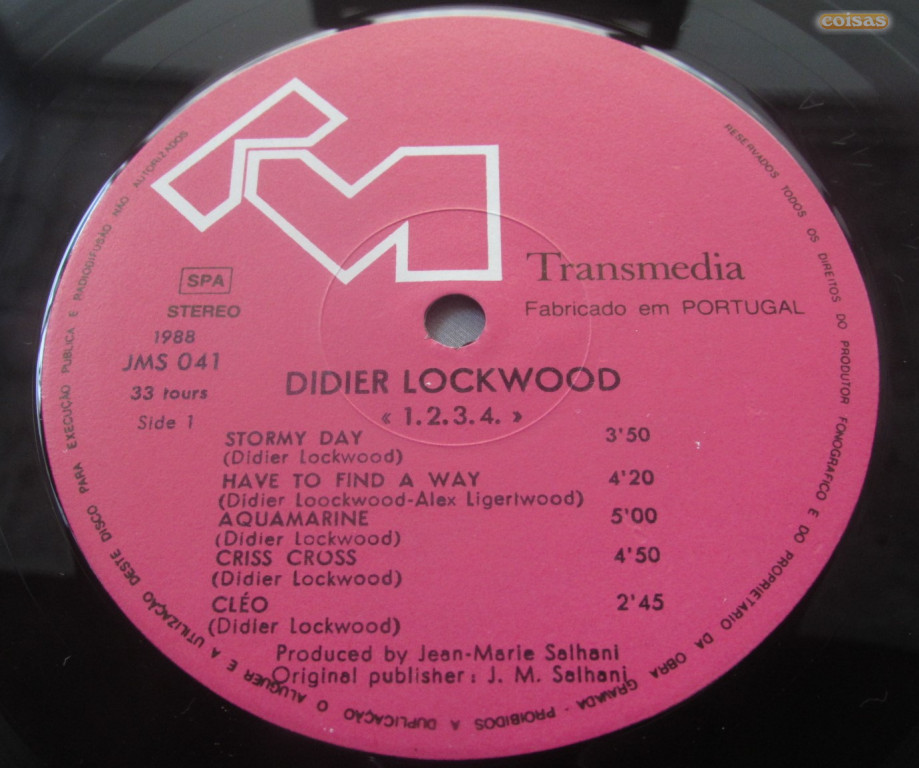 coisas
RESERVADOS TODOS OS DIREITOS DO PRODUTOR FONOGRAFICO E DO PROPRIETARIO DA OBRA GRAVADA - PROIBIDOS A DUPLICAÇÃO O ALUGUER E A UTILIZAÇÃO DESTE DISCO PARA EXECUÇÃO PUBLICA E RADIODIFUSÃO NÃO AUTORIZADOS
Transmedia
Fabricado em PORTUGAL
SPA
STEREO
1988
JMS 041
33 tours
Side 1
DIDIER LOCKWOOD
« 1.2.3.4. »
STORMY DAY 3'50
(Didier Lockwood)
HAVE TO FIND A WAY 4'20
(Didier Loockwood-Alex Ligertwood)
AQUAMARINE 5'00
(Didier Lockwood)
CRISS CROSS 4'50
(Didier Lockwood)
CLÉO 2'45
(Didier Lockwood)
Produced by Jean-Marie Salhani
Original publisher: J. M. Salhani